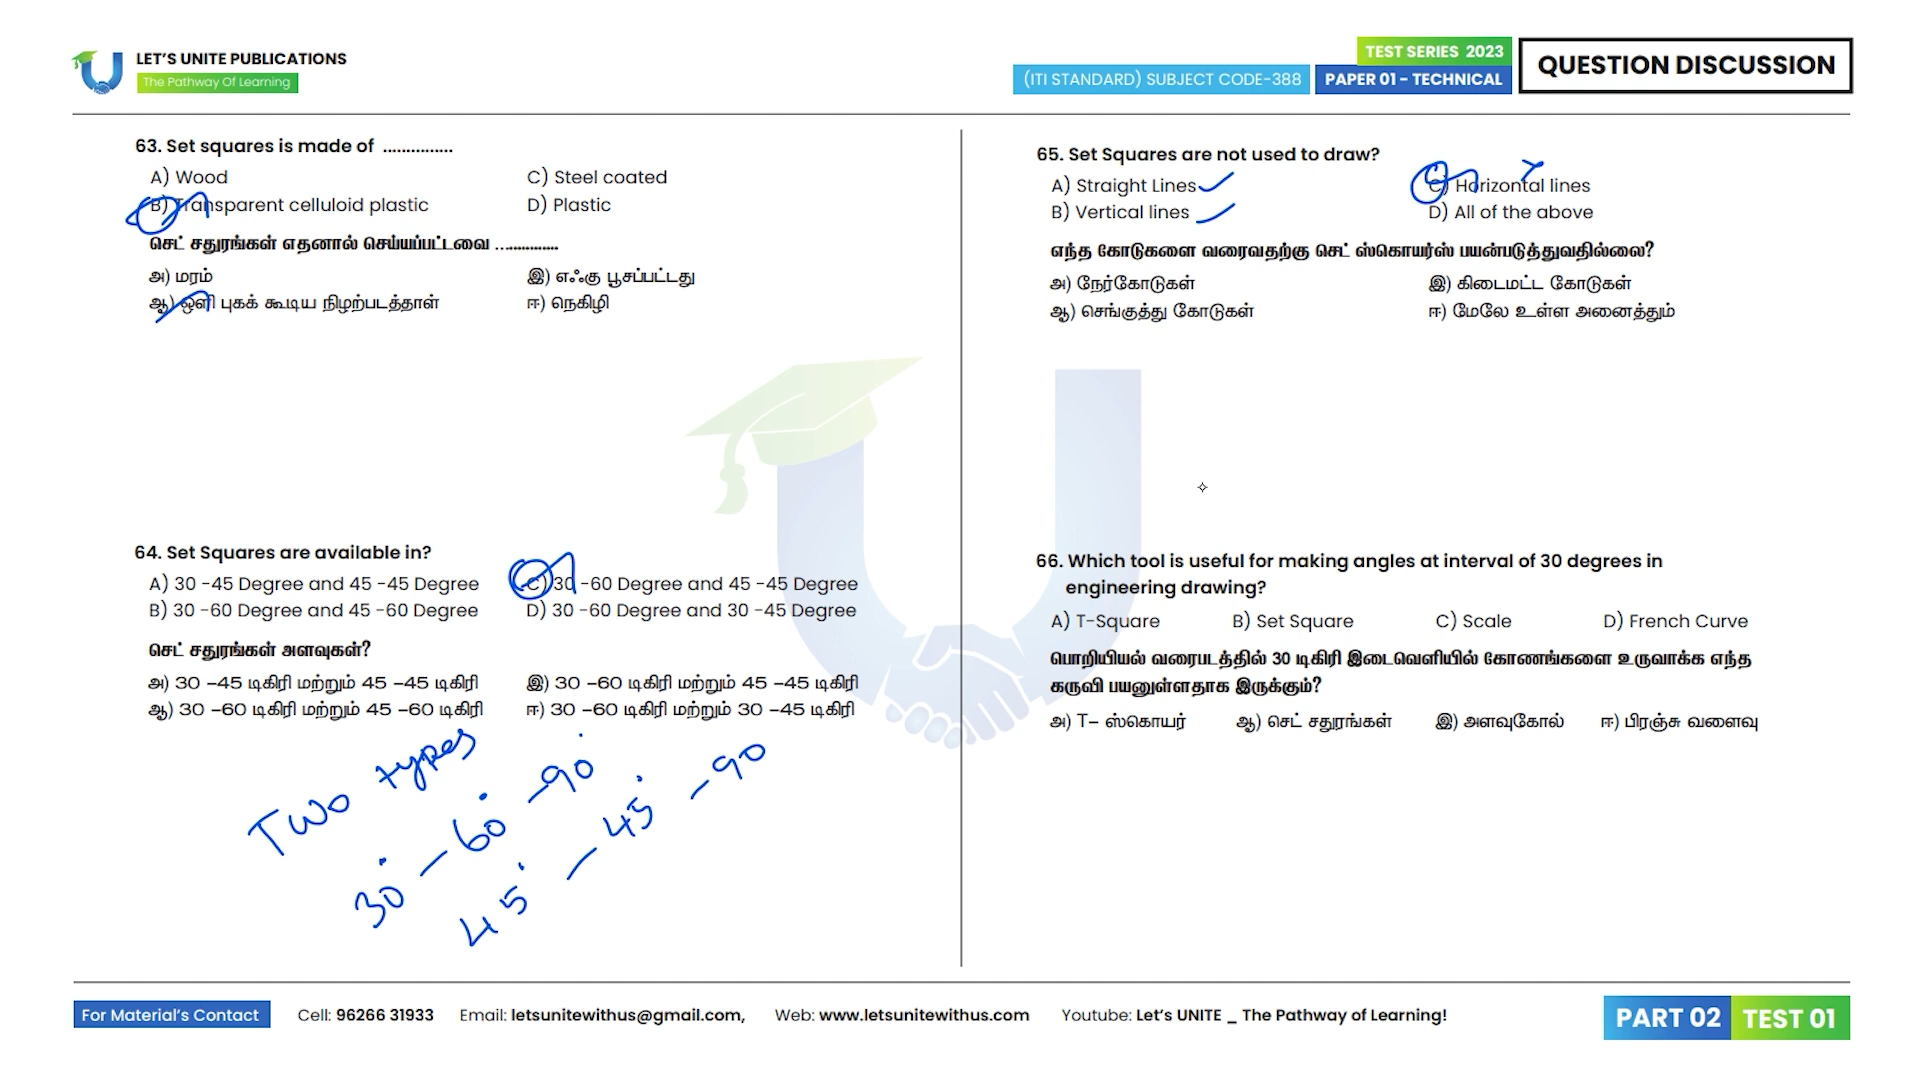 LET'S UNITE PUBLICATIONS
The Pathway Of Learning
TEST SERIES 2023
(ITI STANDARD) SUBJECT CODE-388
PAPER 01 - TECHNICAL
QUESTION DISCUSSION
63. Set squares is made of ...............
A) Wood
C) Steel coated
B) Transparent celluloid plastic
D) Plastic
செட் சதுரங்கள் எதனால் செய்யப்பட்டவை ...............
அ) மரம்
இ) எஃகு பூசப்பட்டது
ஆ) ஒளி புகக் கூடிய நிழற்படத்தாள்
ஈ) நெகிழி
64. Set Squares are available in?
A) 30 -45 Degree and 45 -45 Degree
C) 30 -60 Degree and 45 -45 Degree
B) 30 -60 Degree and 45 -60 Degree
D) 30 -60 Degree and 30 -45 Degree
செட் சதுரங்கள் அளவுகள்?
அ) 30 –45 டிகிரி மற்றும் 45 –45 டிகிரி
இ) 30 –60 டிகிரி மற்றும் 45 –45 டிகிரி
ஆ) 30 –60 டிகிரி மற்றும் 45 –60 டிகிரி
ஈ) 30 –60 டிகிரி மற்றும் 30 –45 டிகிரி
Two types
30° – 60° – 90°
45° – 45° – 90
65. Set Squares are not used to draw?
A) Straight Lines
C) Horizontal lines
B) Vertical lines
D) All of the above
எந்த கோடுகளை வரைவதற்கு செட் ஸ்கொயர்ஸ் பயன்படுத்துவதில்லை?
அ) நேர்கோடுகள்
இ) கிடைமட்ட கோடுகள்
ஆ) செங்குத்து கோடுகள்
ஈ) மேலே உள்ள அனைத்தும்
66. Which tool is useful for making angles at interval of 30 degrees in
engineering drawing?
A) T-Square B) Set Square C) Scale D) French Curve
பொறியியல் வரைபடத்தில் 30 டிகிரி இடைவெளியில் கோணங்களை உருவாக்க எந்த
கருவி பயனுள்ளதாக இருக்கும்?
அ) T– ஸ்கொயர் ஆ) செட் சதுரங்கள் இ) அளவுகோல் ஈ) பிரஞ்சு வளைவு
For Material's Contact Cell: 96266 31933 Email: letsunitewithus@gmail.com, Web: www.letsunitewithus.com Youtube: Let's UNITE _ The Pathway of Learning!
PART 02 TEST 01